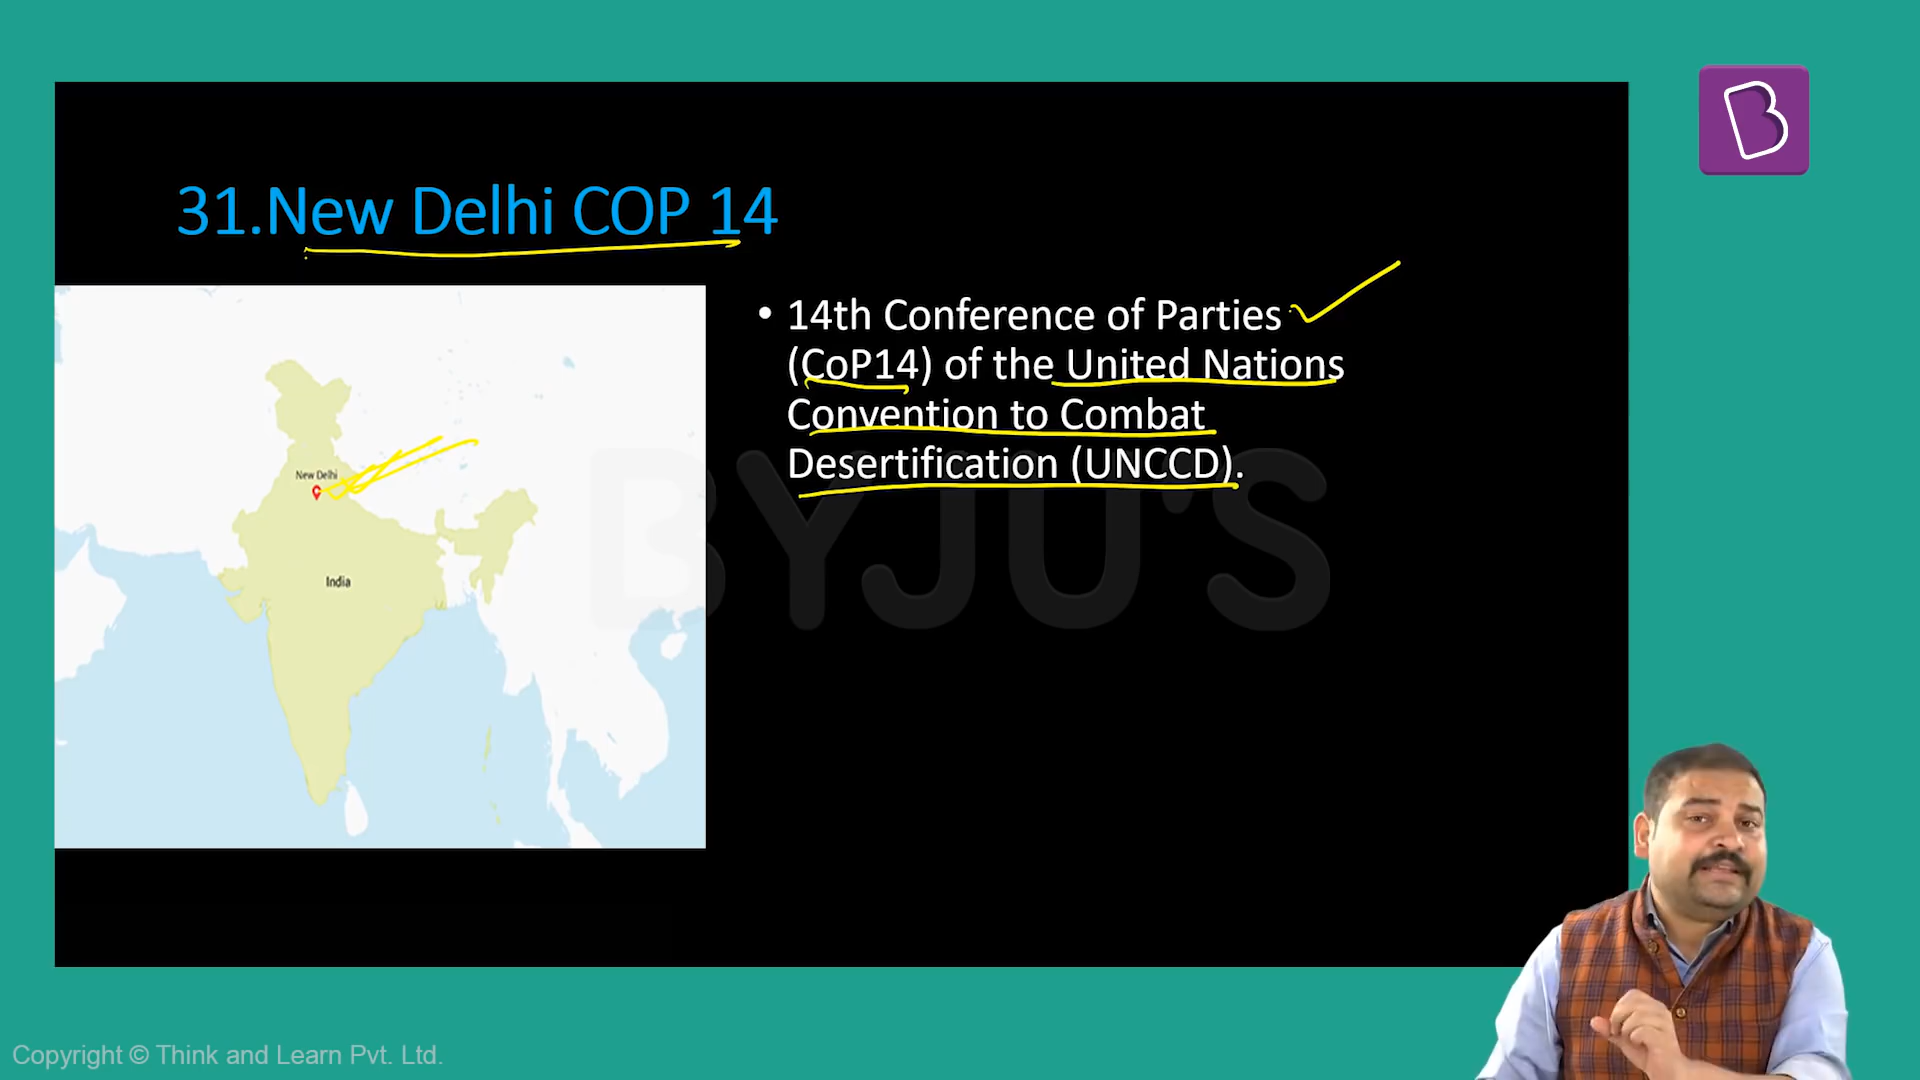 31.New Delhi COP 14
• 14th Conference of Parties
(CoP14) of the United Nations
Convention to Combat
Desertification (UNCCD).
New Delhi
India
BYJU'S
B
Copyright © Think and Learn Pvt. Ltd.